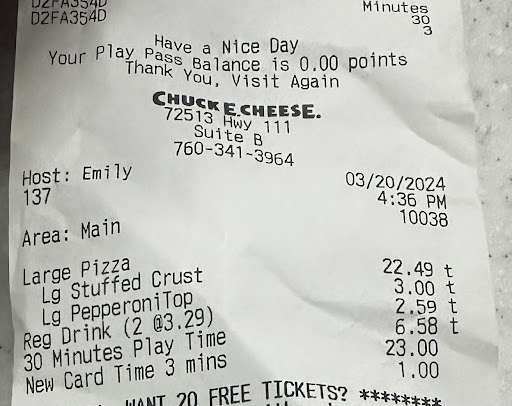 D2FA354D
D2FA354D
Minutes
30
3
Have a Nice Day
Your Play Pass Balance is 0.00 points
Thank You, Visit Again
CHUCK E. CHEESE.
72513 Hwy 111
Suite B
760-341-3964
Host: Emily
03/20/2024
137
4:36 PM
10038
Area: Main
Large Pizza 22.49 t
Lg Stuffed Crust 3.00 t
Lg PepperoniTop 2.59 t
Reg Drink (2 @3.29) 6.58 t
30 Minutes Play Time 23.00
New Card Time 3 mins 1.00
WANT 20 FREE TICKETS? ********